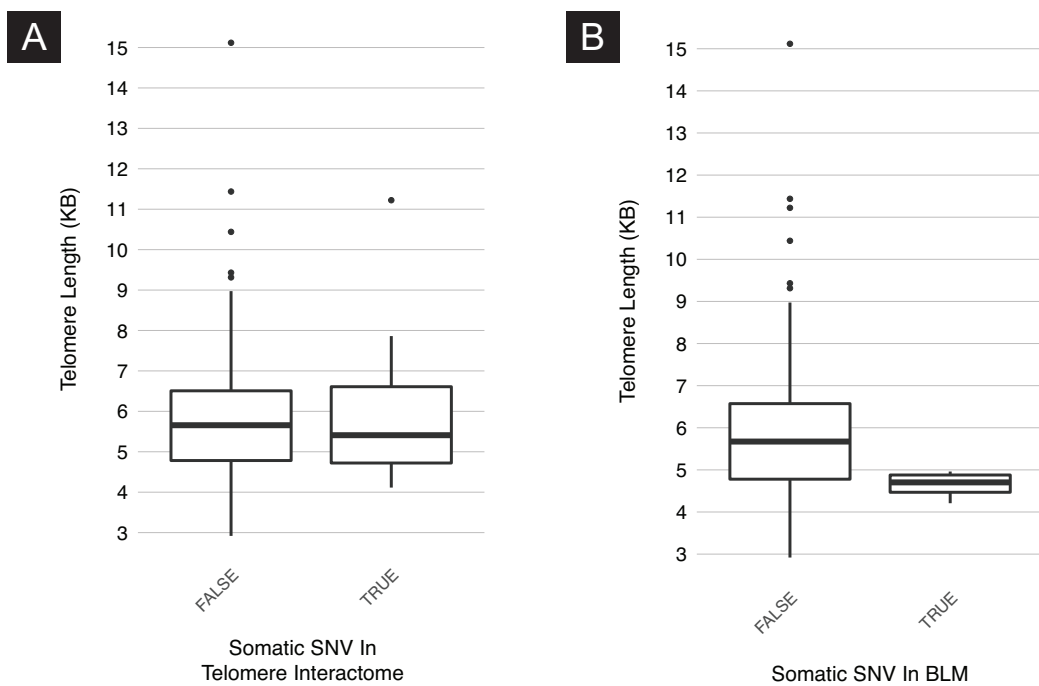 A
15
14
13
12
11
10
9
8
7
6
5
4
3
Telomere Length (KB)
FALSE
TRUE
Somatic SNV In
Telomere Interactome
B
15
14
13
12
11
10
9
8
7
6
5
4
3
Telomere Length (KB)
FALSE
TRUE
Somatic SNV In BLM